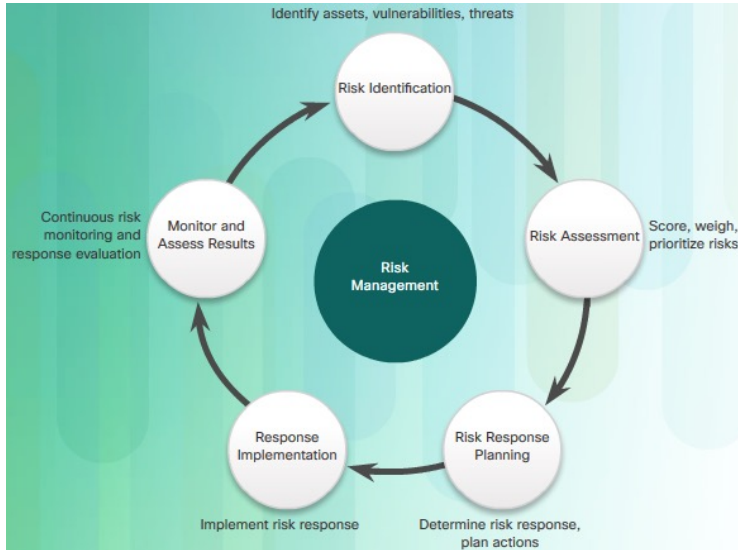 Identify assets, vulnerabilities, threats
Risk Identification
Risk Assessment
Score, weigh,
prioritize risks
Risk Response
Planning
Determine risk response,
plan actions
Response
Implementation
Implement risk response
Monitor and
Assess Results
Continuous risk
monitoring and
response evaluation
Risk
Management